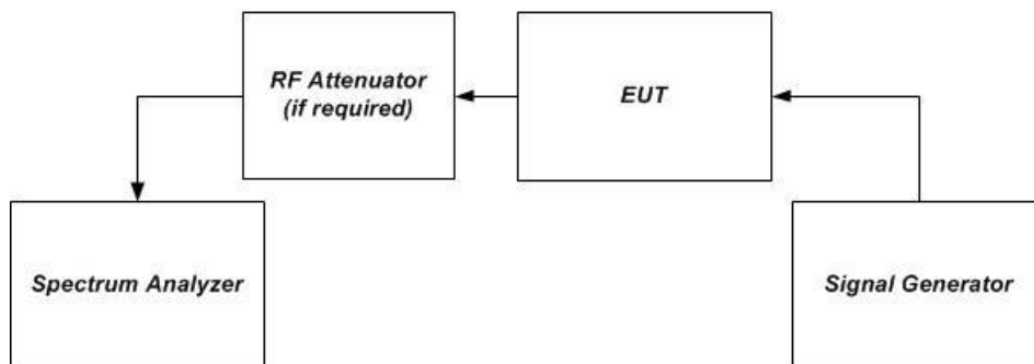 RF Attenuator
(if required)
EUT
Spectrum Analyzer
Signal Generator